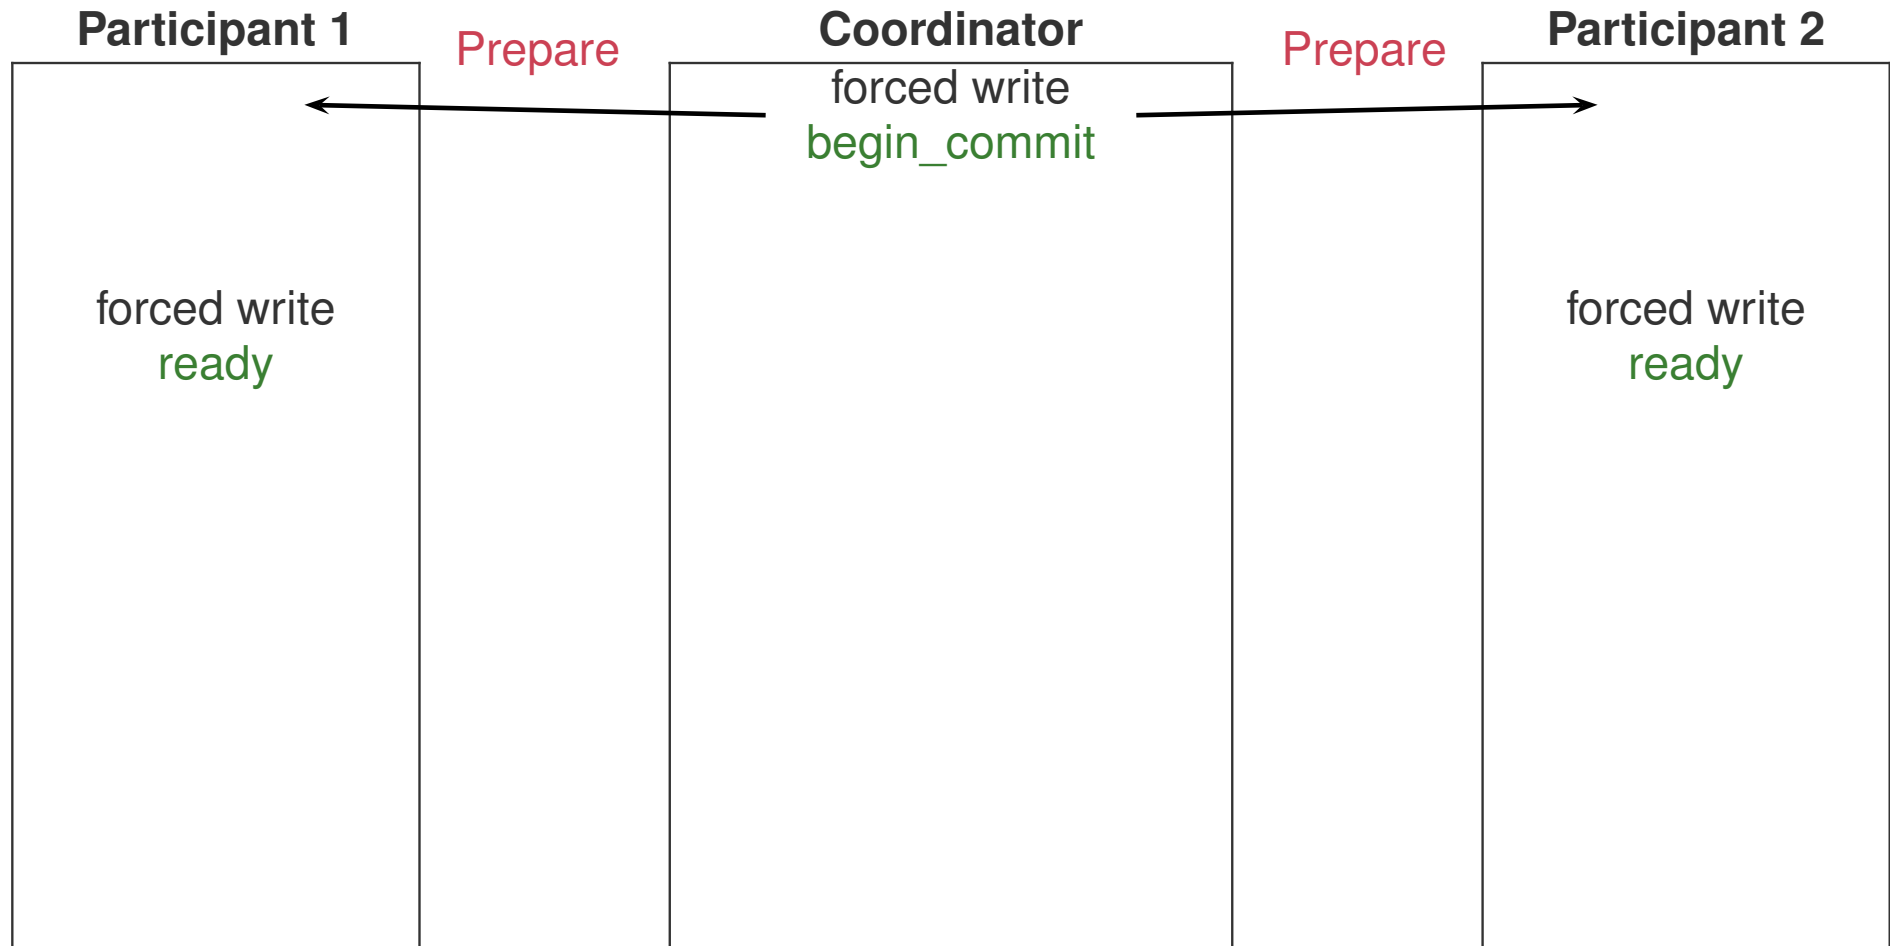 Participant 1
Prepare
Coordinator
Prepare
Participant 2
forced write
begin_commit
forced write
ready
forced write
ready